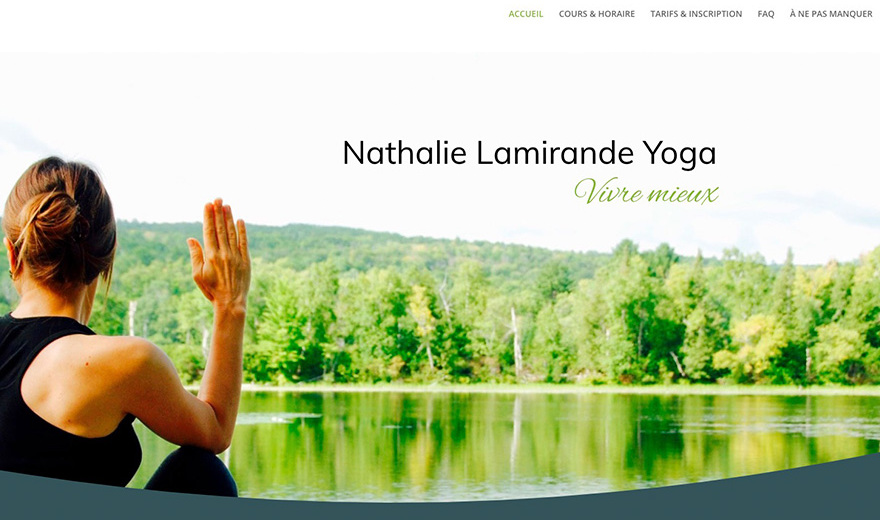 ACCUEIL COURS & HORAIRE TARIFS & INSCRIPTION FAQ À NE PAS MANQUER
Nathalie Lamirande Yoga
Vivre mieux